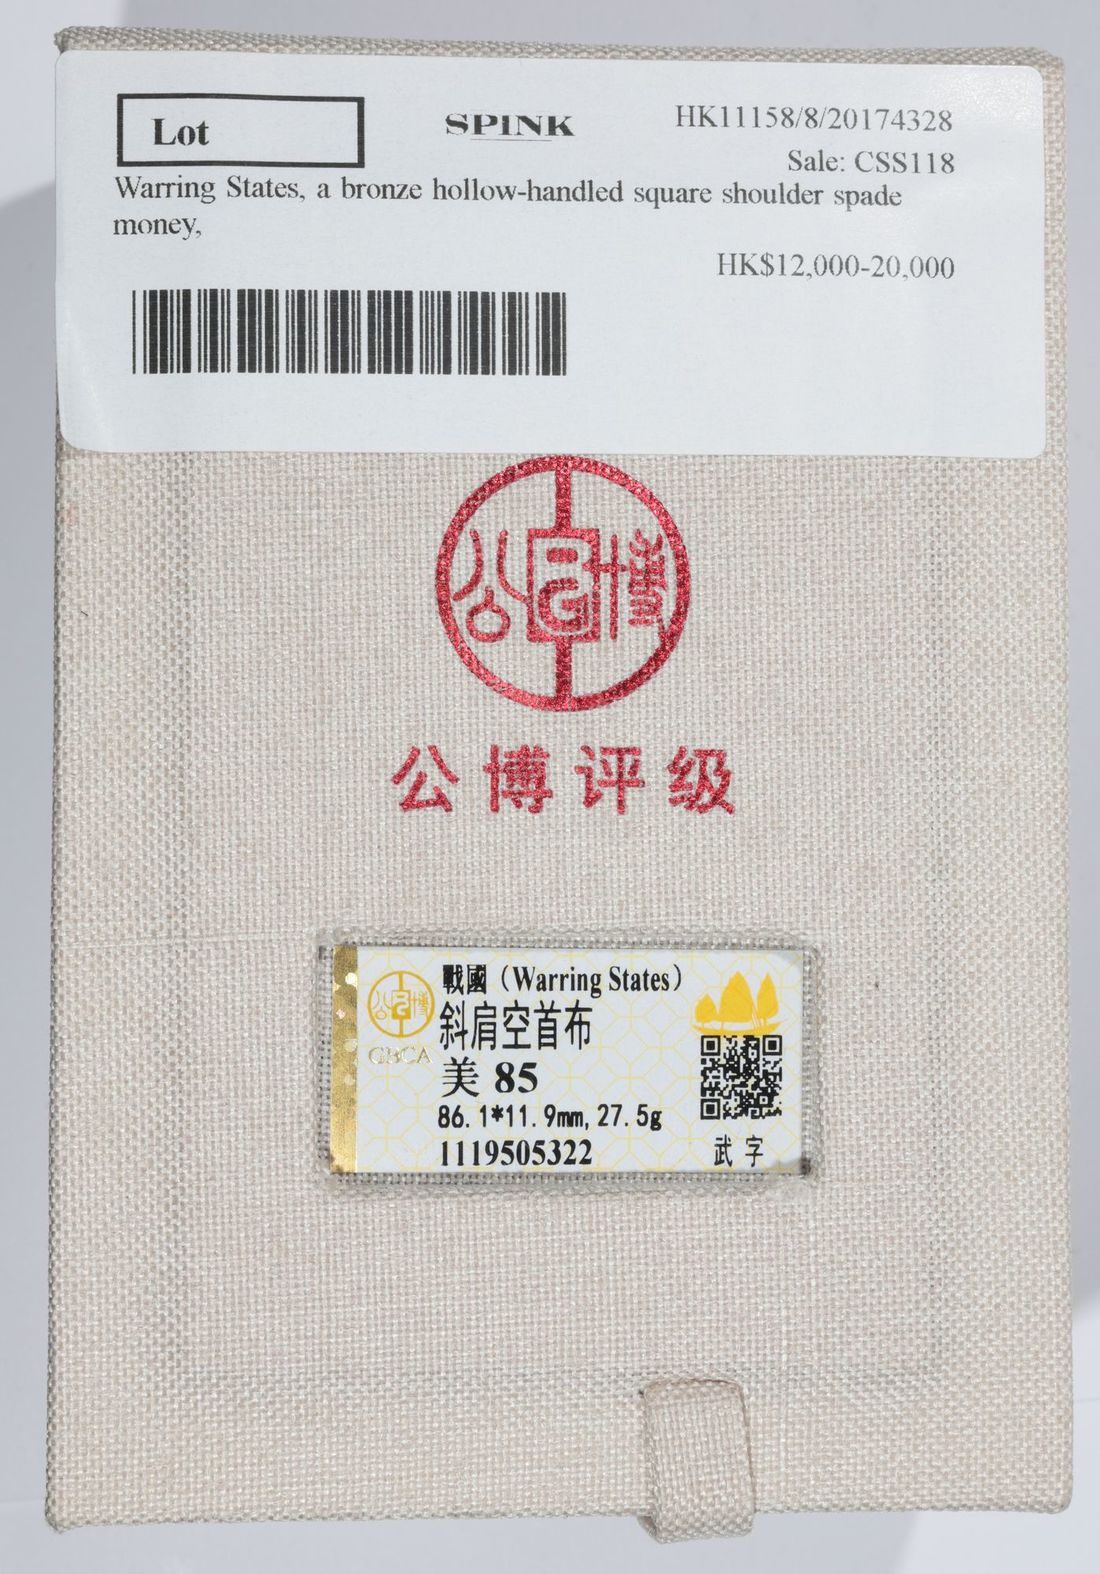 Lot
SPINK
HK11158/8/20174328
Sale: CSS118
Warring States, a bronze hollow-handled square shoulder spade
money,
HK$12,000-20,000
公 博
公博评级
戰國（Warring States）
斜肩空首布
GBCA
美 85
86.1*11.9mm,27.5g
1119505322
武字